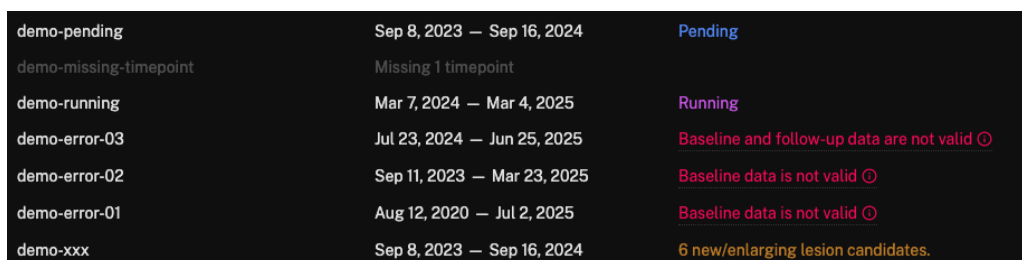 demo-pending Sep 8, 2023 — Sep 16, 2024 Pending
demo-missing-timepoint Missing 1 timepoint
demo-running Mar 7, 2024 — Mar 4, 2025 Running
demo-error-03 Jul 23, 2024 — Jun 25, 2025 Baseline and follow-up data are not valid
demo-error-02 Sep 11, 2023 — Mar 23, 2025 Baseline data is not valid
demo-error-01 Aug 12, 2020 — Jul 2, 2025 Baseline data is not valid
demo-xxx Sep 8, 2023 — Sep 16, 2024 6 new/enlarging lesion candidates.